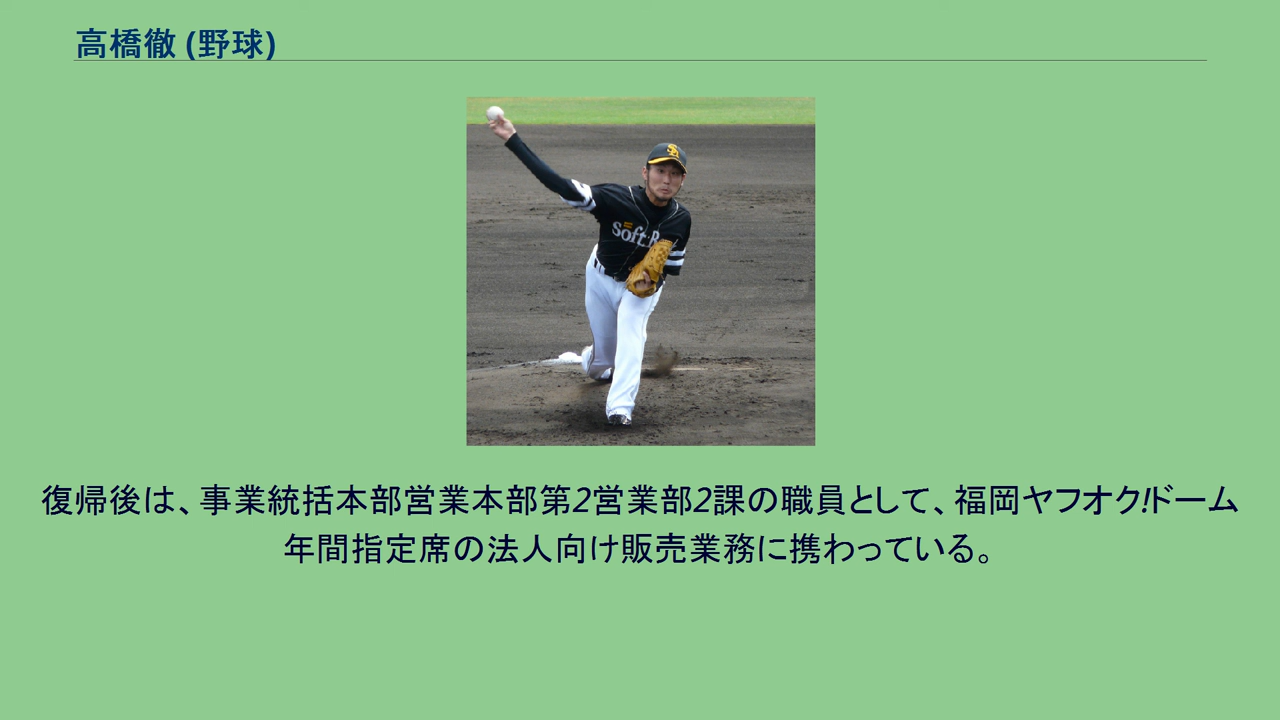 高橋徹 (野球)
復帰後は、事業統括本部営業本部第2営業部2課の職員として、福岡ヤフオク!ドーム
年間指定席の法人向け販売業務に携わっている。